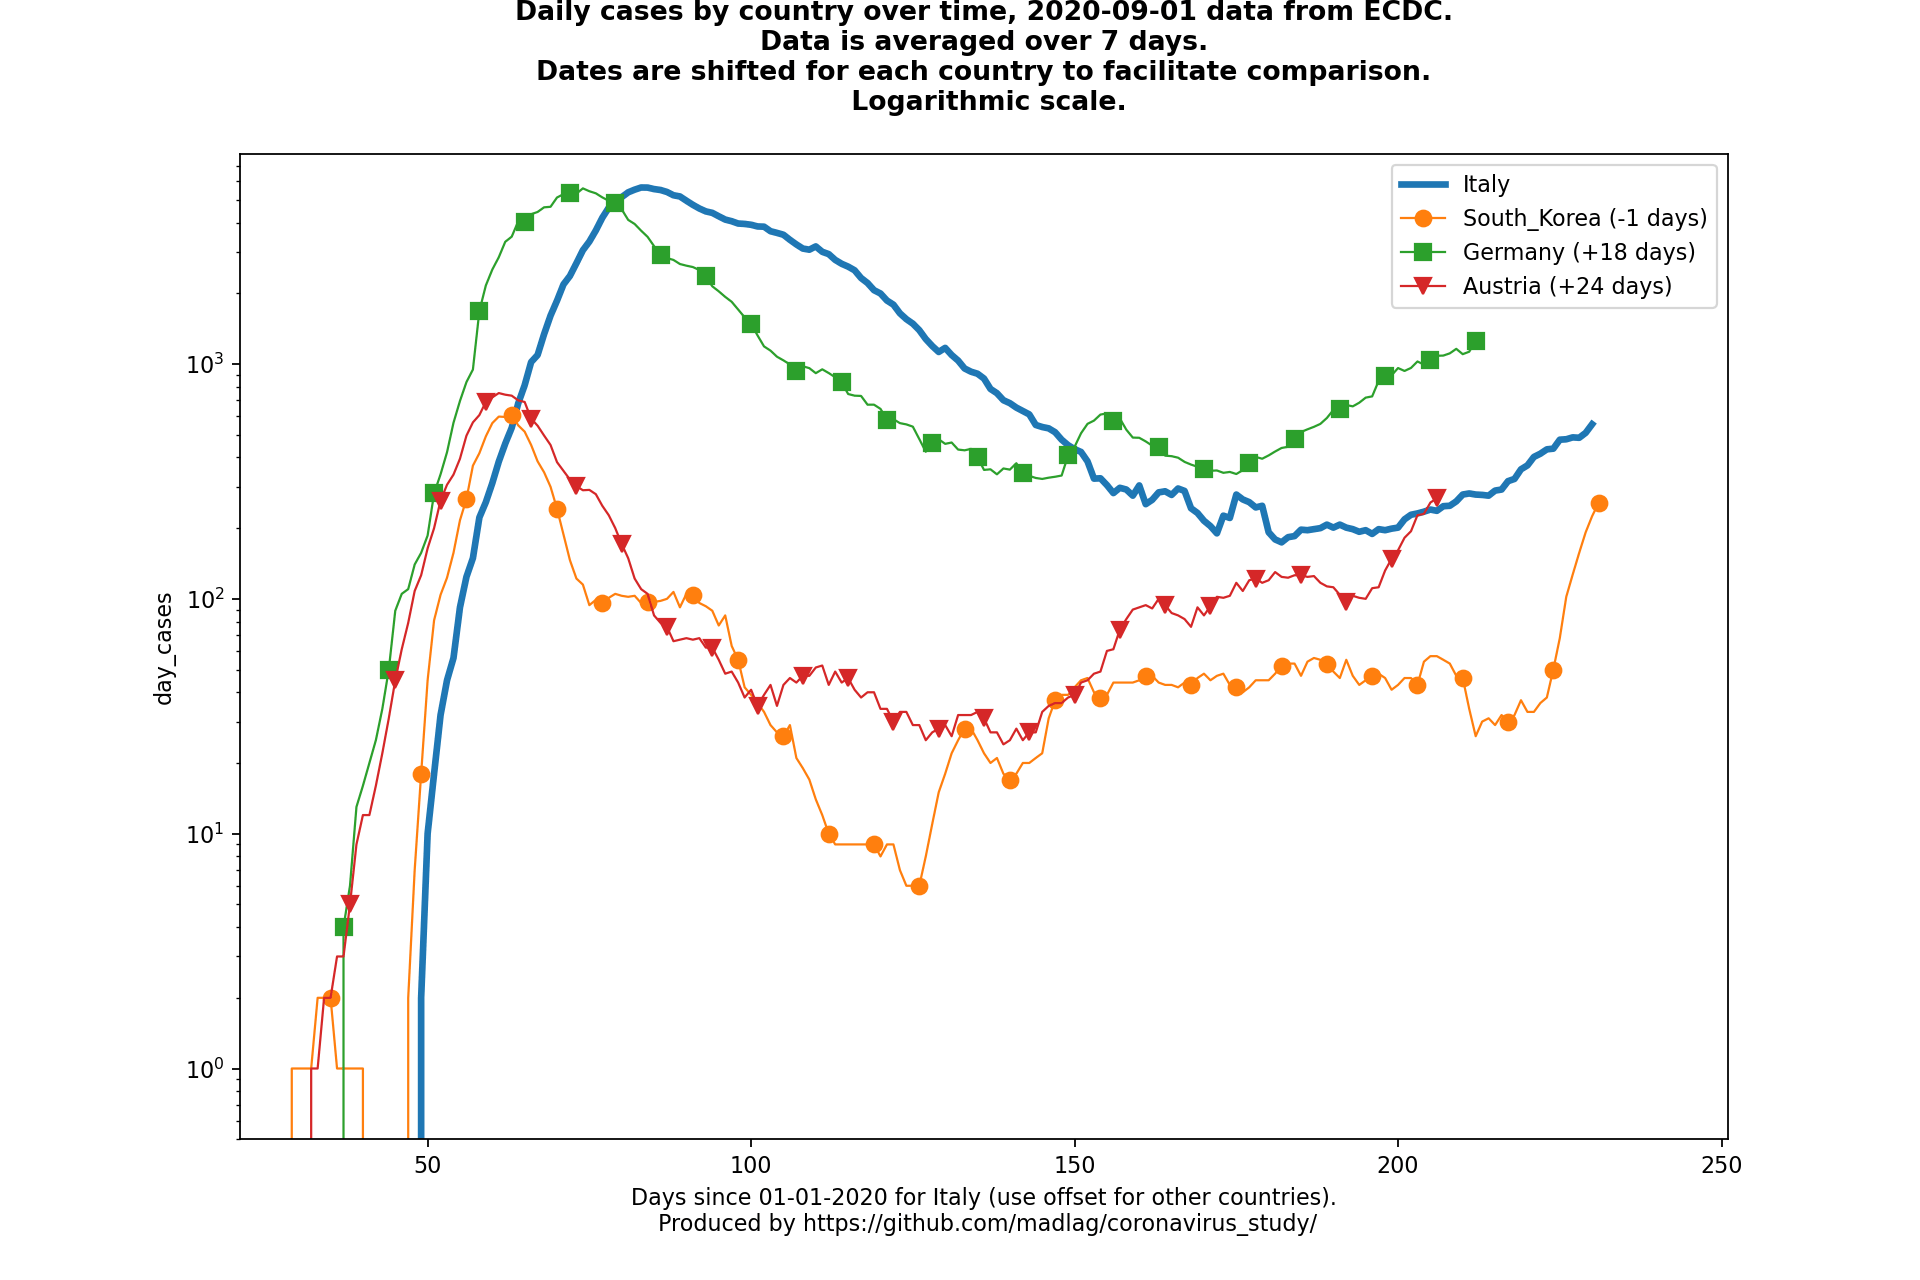 Daily cases by country over time, 2020-09-01 data from ECDC.
Data is averaged over 7 days.
Dates are shifted for each country to facilitate comparison.
Logarithmic scale.
Italy
South_Korea (-1 days)
Germany (+18 days)
Austria (+24 days)
day_cases
10³
10²
10¹
10⁰
50 100 150 200 250
Days since 01-01-2020 for Italy (use offset for other countries).
Produced by https://github.com/madlag/coronavirus_study/